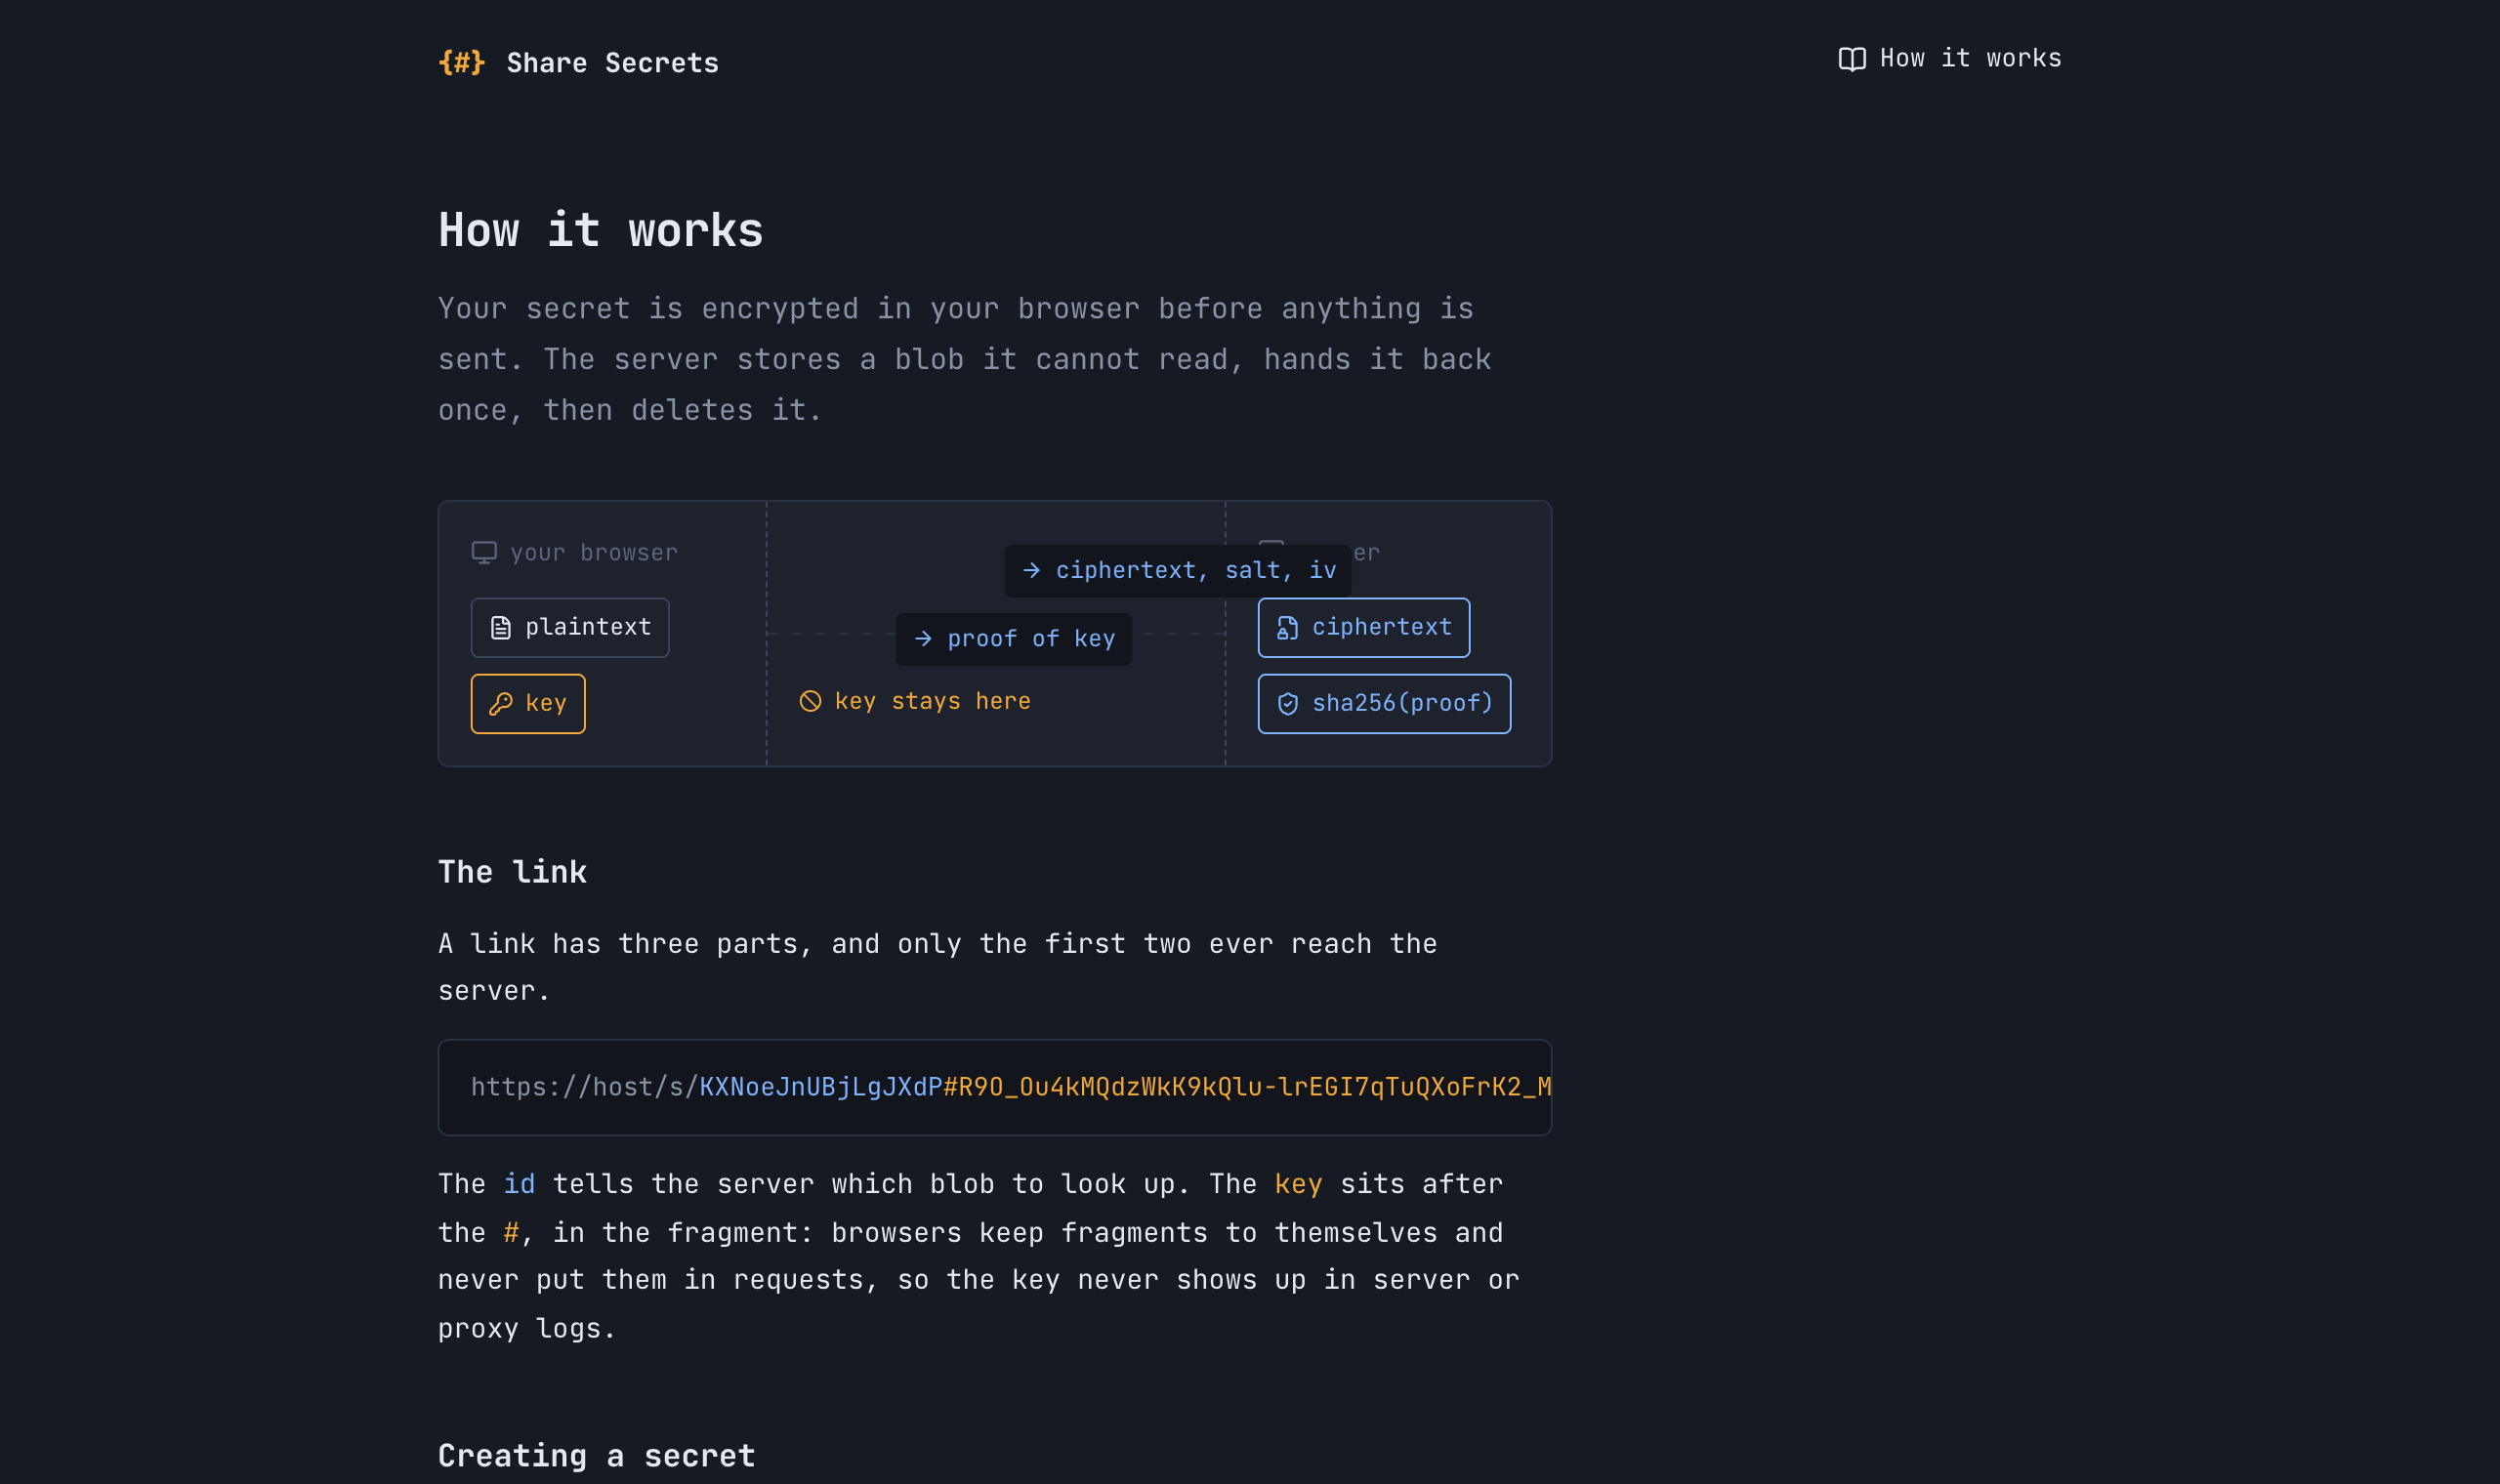 {#} Share Secrets
How it works
How it works
Your secret is encrypted in your browser before anything is
sent. The server stores a blob it cannot read, hands it back
once, then deletes it.
your browser
→ ciphertext, salt, iv
plaintext
→ proof of key
ciphertext
key
key stays here
sha256(proof)
The link
A link has three parts, and only the first two ever reach the
server.
https://host/s/KXNoeJnUBjLgJXdP#R9O_Ou4kMQdzWkK9kQlu-lrEGI7qTuQXoFrK2_M
The id tells the server which blob to look up. The key sits after
the #, in the fragment: browsers keep fragments to themselves and
never put them in requests, so the key never shows up in server or
proxy logs.
Creating a secret